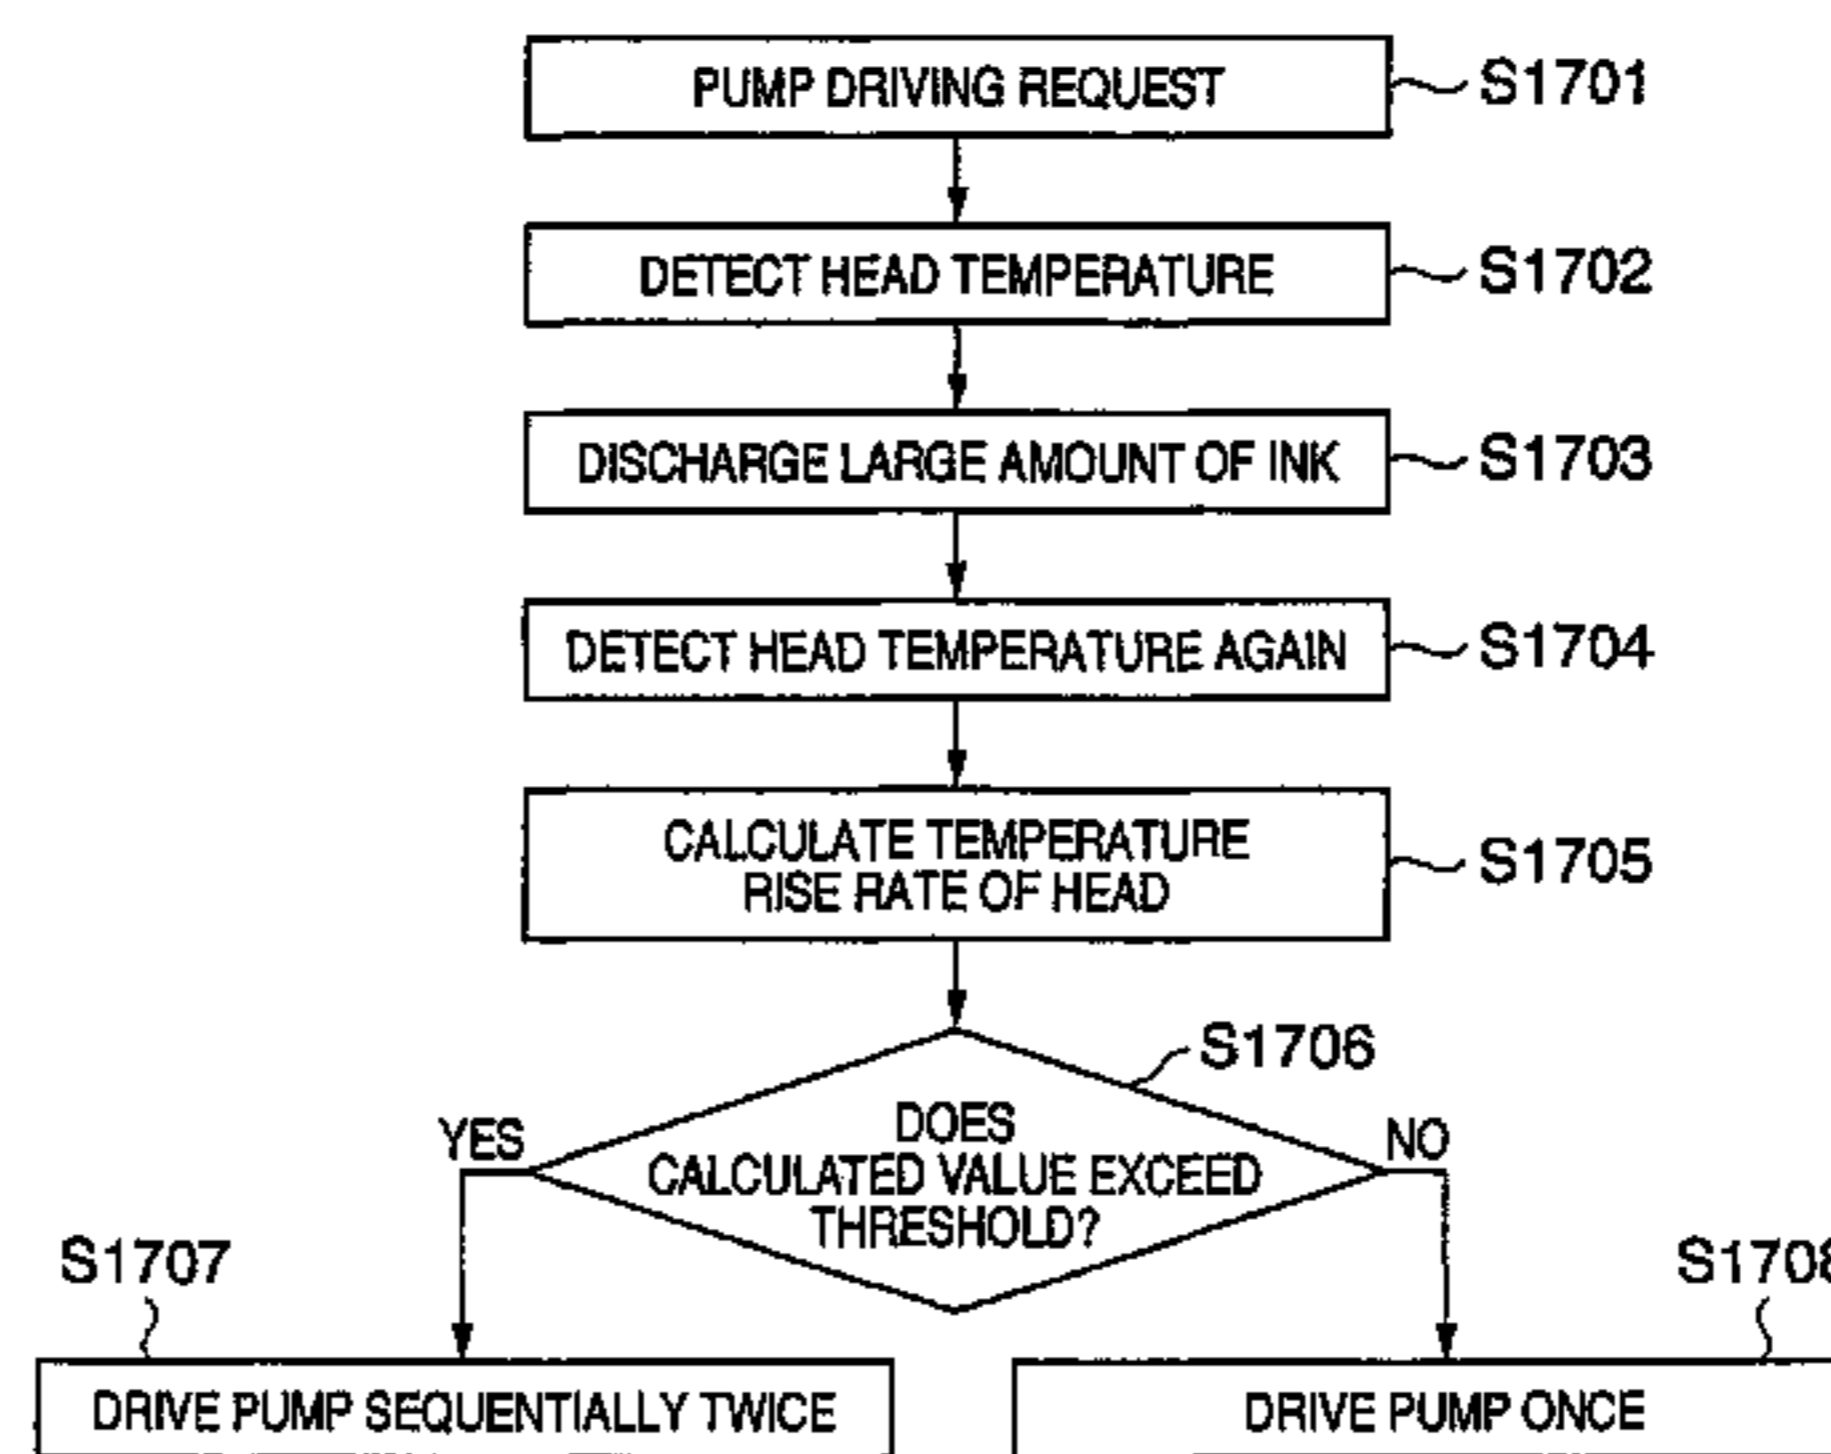 PUMP DRIVING REQUEST
S1701
DETECT HEAD TEMPERATURE
S1702
DISCHARGE LARGE AMOUNT OF INK
S1703
DETECT HEAD TEMPERATURE AGAIN
S1704
CALCULATE TEMPERATURE
RISE RATE OF HEAD
S1705
S1706
DOES
CALCULATED VALUE EXCEED
THRESHOLD?
YES
NO
S1707
DRIVE PUMP SEQUENTIALLY TWICE
S1708
DRIVE PUMP ONCE